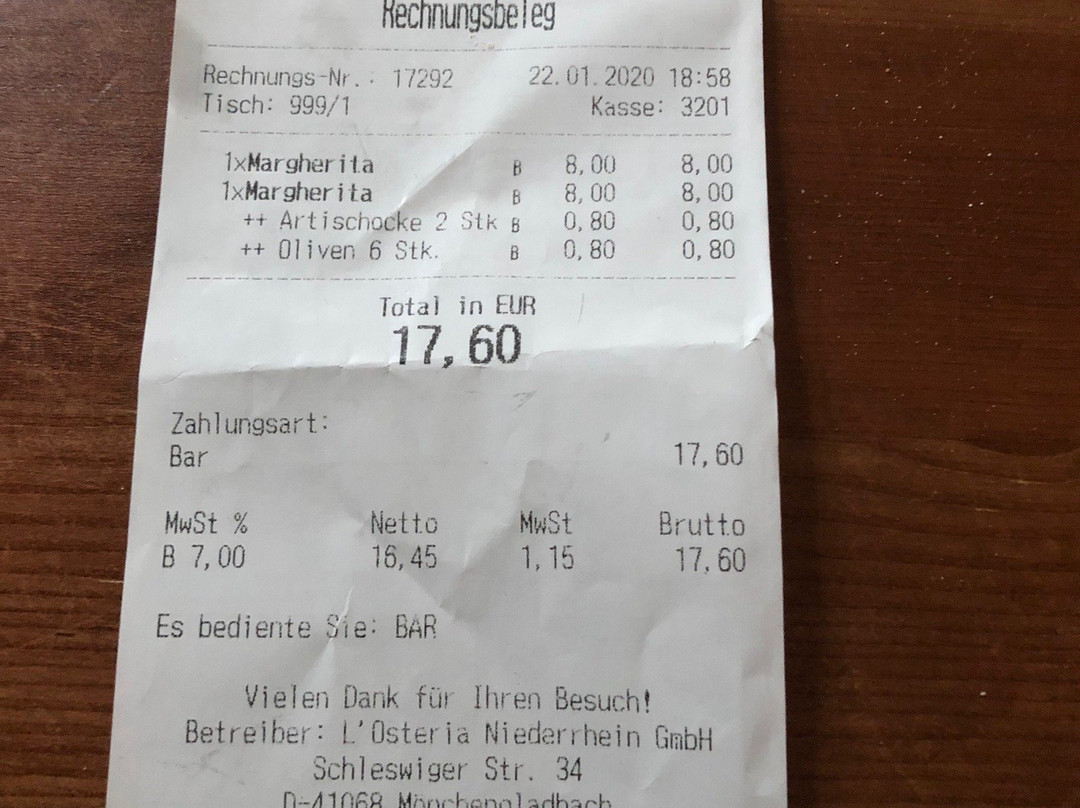 Rechnungsbeleg
Rechnungs-Nr.: 17292 22.01.2020 18:58
Tisch: 999/1 Kasse: 3201
1xMargherita B 8,00 8,00
1xMargherita B 8,00 8,00
++ Artischocke 2 Stk B 0,80 0,80
++ Oliven 6 Stk. B 0,80 0,80
Total in EUR
17,60
Zahlungsart:
Bar 17,60
MwSt % Netto MwSt Brutto
B 7,00 16,45 1,15 17,60
Es bediente Sie: BAR
Vielen Dank für Ihren Besuch!
Betreiber: L'Osteria Niederrhein GmbH
Schleswiger Str. 34
D-41068 Mönchengladbach